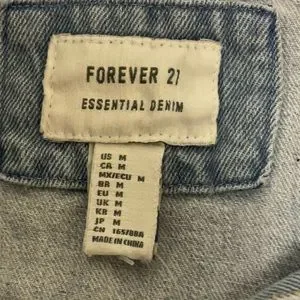 FOREVER 21
ESSENTIAL DENIM
US M
CA M
MX/ECU M
BR M
EU M
UK M
KR M
JP M
CN 165/88A
MADE IN CHINA